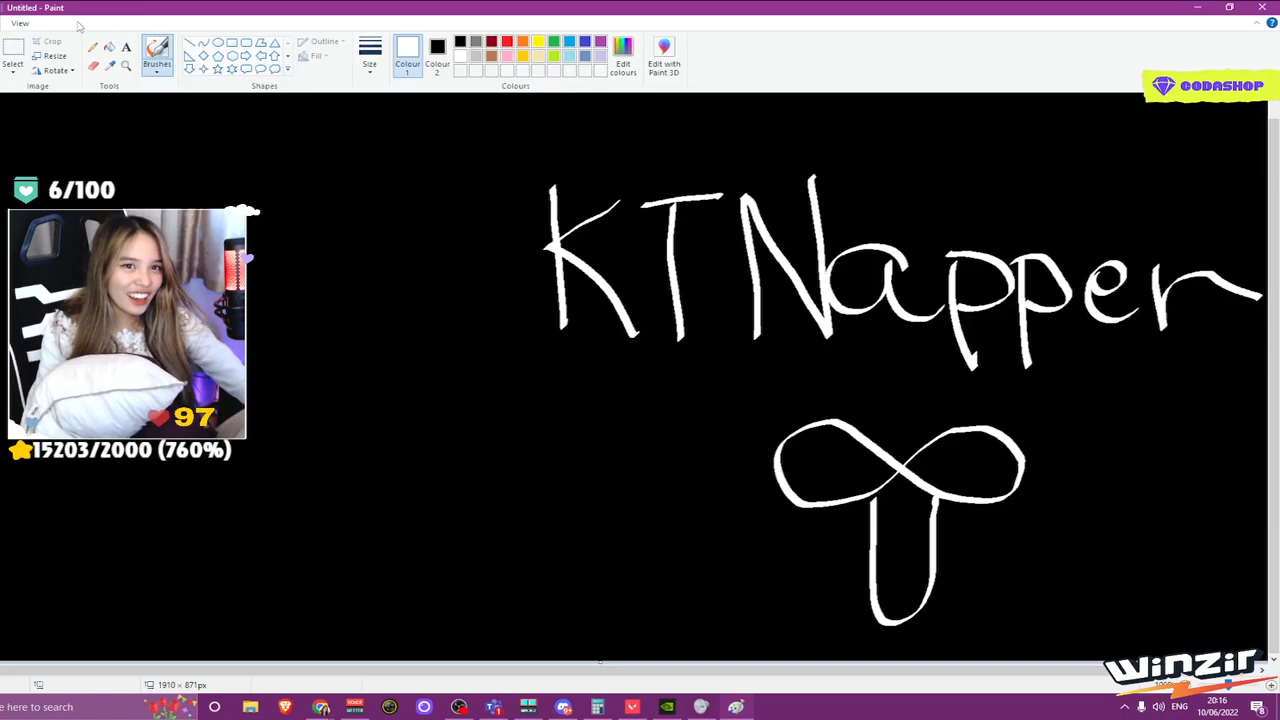 Untitled - Paint
View
Crop
Resize
Rotate
Select
Image
Tools
Brushes
Shapes
Outline
Fill
Size
Colour 1
Colour 2
Edit colours
Colours
Edit with Paint 3D
CODASHOP
6/100
KTNapper
97
15203/2000 (760%)
1910 × 871px
WINZIR
e here to search
ENG
20:16
10/06/2022